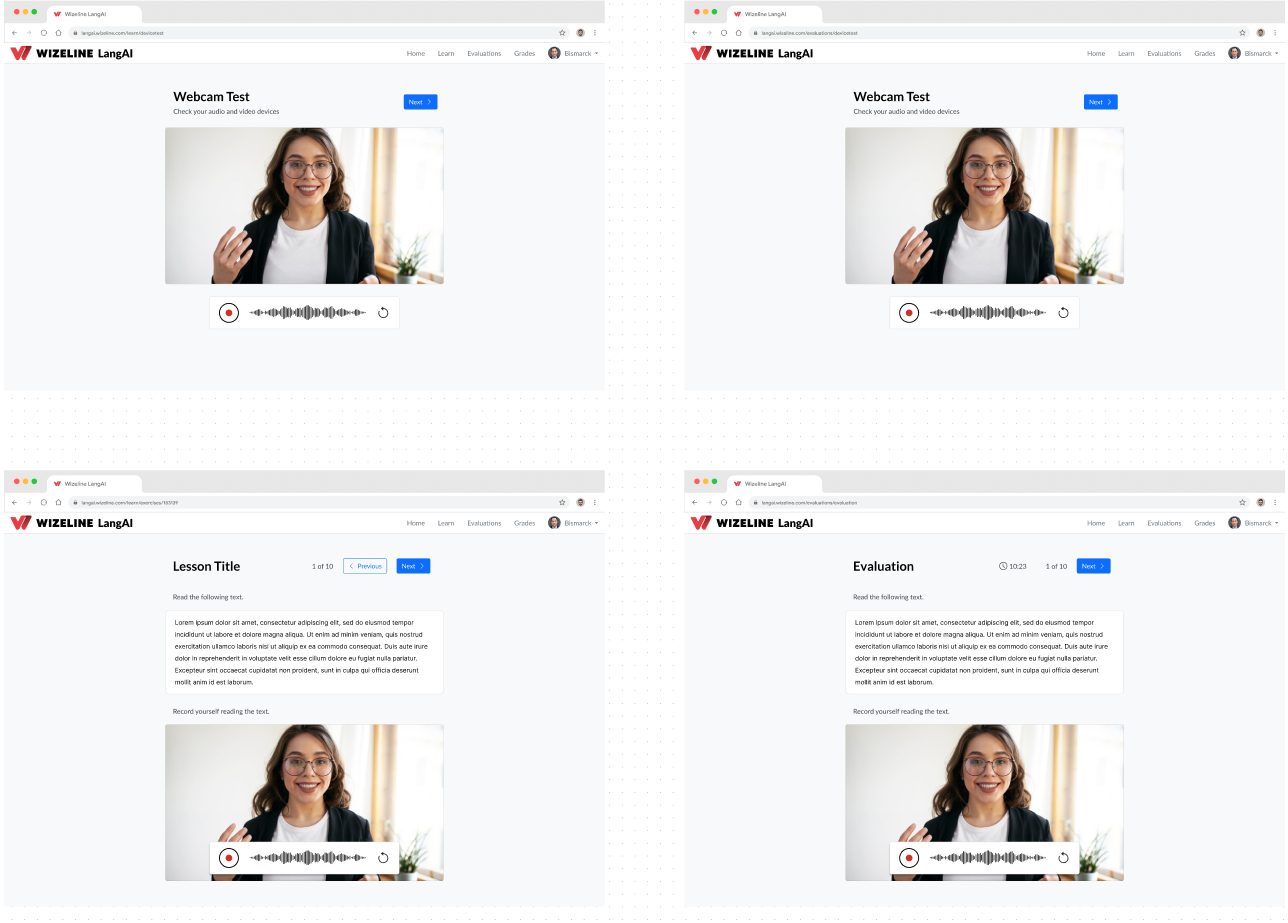 Wizeline LangAI
langai.wizeline.com/learn/devicetest
WIZELINE LangAI
Home Learn Evaluations Grades Bismarck
Webcam Test
Check your audio and video devices
Next
Wizeline LangAI
langai.wizeline.com/evaluations/devicetest
WIZELINE LangAI
Home Learn Evaluations Grades Bismarck
Webcam Test
Check your audio and video devices
Next
Wizeline LangAI
WIZELINE LangAI
Home Learn Evaluations Grades Bismarck
Lesson Title
1 of 10 Previous Next
Read the following text.
Lorem ipsum dolor sit amet, consectetur adipiscing elit, sed do eiusmod tempor
incididunt ut labore et dolore magna aliqua. Ut enim ad minim veniam, quis nostrud
exercitation ullamco laboris nisi ut aliquip ex ea commodo consequat. Duis aute irure
dolor in reprehenderit in voluptate velit esse cillum dolore eu fugiat nulla pariatur.
Excepteur sint occaecat cupidatat non proident, sunt in culpa qui officia deserunt
mollit anim id est laborum.
Record yourself reading the text.
Wizeline LangAI
langai.wizeline.com/evaluations/evaluation
WIZELINE LangAI
Home Learn Evaluations Grades Bismarck
Evaluation
10:23 1 of 10 Next
Read the following text.
Lorem ipsum dolor sit amet, consectetur adipiscing elit, sed do eiusmod tempor
incididunt ut labore et dolore magna aliqua. Ut enim ad minim veniam, quis nostrud
exercitation ullamco laboris nisi ut aliquip ex ea commodo consequat. Duis aute irure
dolor in reprehenderit in voluptate velit esse cillum dolore eu fugiat nulla pariatur.
Excepteur sint occaecat cupidatat non proident, sunt in culpa qui officia deserunt
mollit anim id est laborum.
Record yourself reading the text.